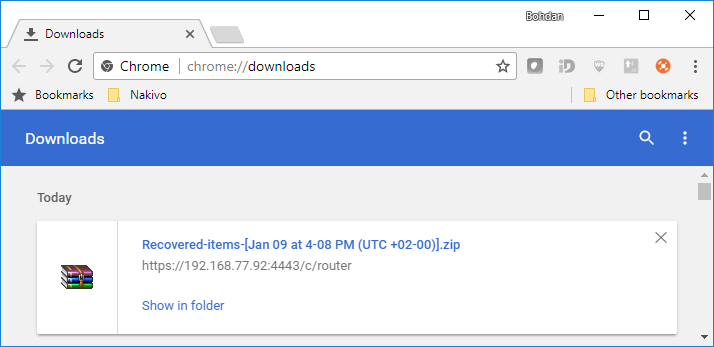 Bohdan
Downloads
Chrome chrome://downloads
Bookmarks Nakivo Other bookmarks
Downloads
Today
Recovered-items-[Jan 09 at 4-08 PM (UTC +02-00)].zip
https://192.168.77.92:4443/c/router
Show in folder